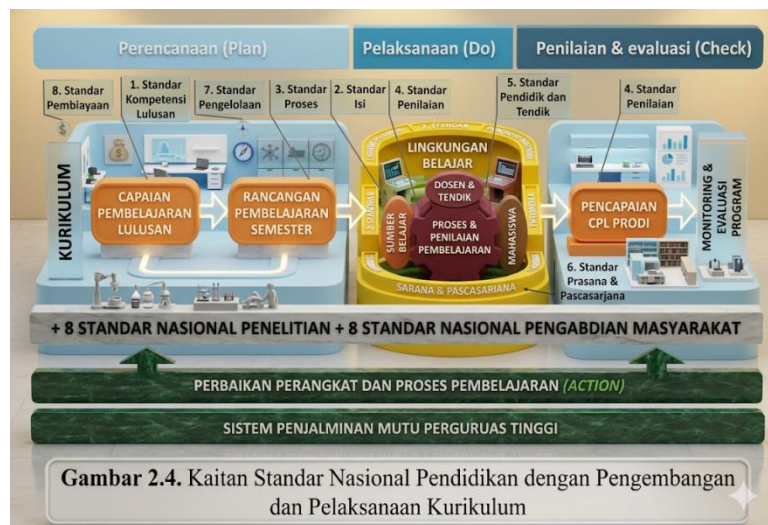 Perencanaan (Plan)
Pelaksanaan (Do)
Penilaian & evaluasi (Check)
8. Standar
Pembiayaan
1. Standar
Kompetensi
Lulusan
7. Standar
Pengelolaan
3. Standar
Proses
2. Standar
Isi
4. Standar
Penilaian
5. Standar
Pendidik dan
Tendik
4. Standar
Penilaian
KURIKULUM
CAPAIAN
PEMBELAJARAN
LULUSAN
RANCANGAN
PEMBELAJARAN
SEMESTER
LINGKUNGAN
BELAJAR
DOSEN &
TENDIK
SUMBER
BELAJAR
PROSES &
PENILAIAN
PEMBELAJARAN
MAHASISWA
SARANA & PASCASARIANA
PENCAPAIAN
CPL PRODI
MONITORING &
EVALUASI
PROGRAM
6. Standar
Prasana &
Pascasarjana
+ 8 STANDAR NASIONAL PENELITIAN + 8 STANDAR NASIONAL PENGABDIAN MASYARAKAT
PERBAIKAN PERANGKAT DAN PROSES PEMBELAJARAN (ACTION)
SISTEM PENJALMINAN MUTU PERGURUAS TINGGI
Gambar 2.4. Kaitan Standar Nasional Pendidikan dengan Pengembangan
dan Pelaksanaan Kurikulum